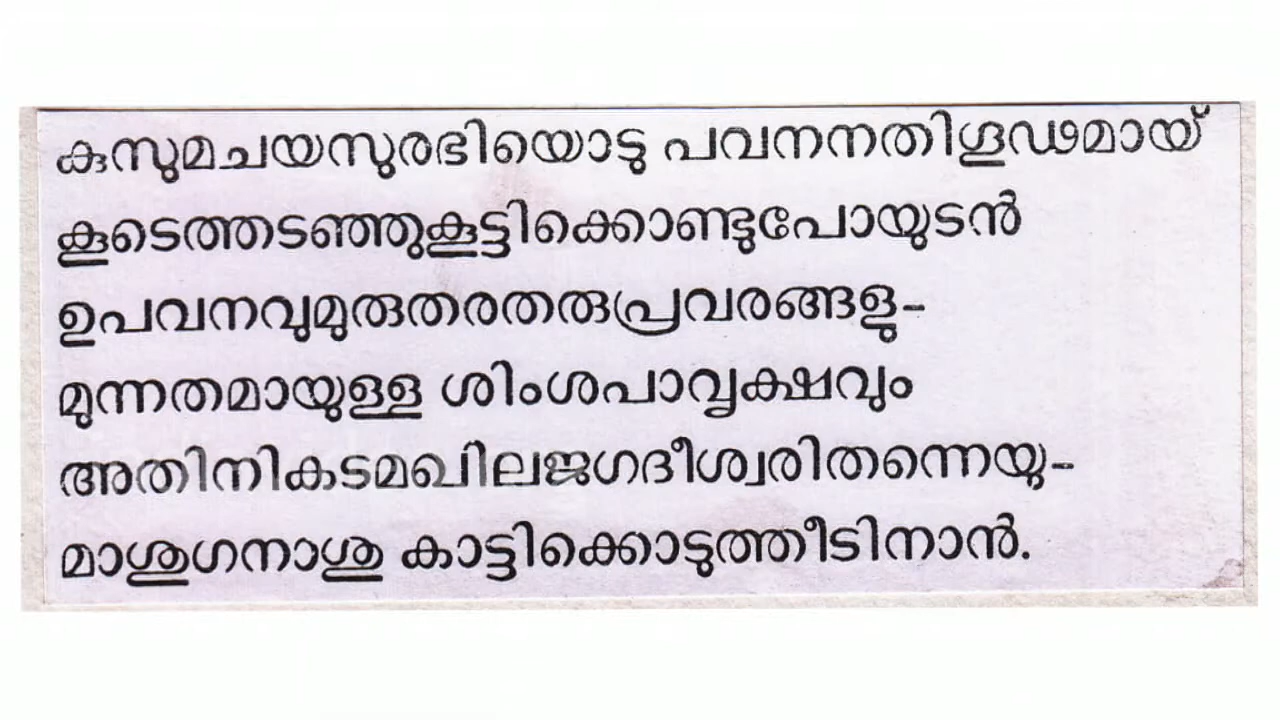 കുസുമചയസുരഭിയൊടു പവനനതിഗൂഢമായ്
കൂടെത്തടഞ്ഞുകൂട്ടിക്കൊണ്ടുപോയുടൻ
ഉപവനവുമുരുതരതരുപ്രവരങ്ങളു-
മുന്നതമായുള്ള ശിംശപാവൃക്ഷവും
അതിനികടമഖിലജഗദീശ്വരിതന്നെയു-
മാശുഗനാശു കാട്ടിക്കൊടുത്തീടിനാൻ.